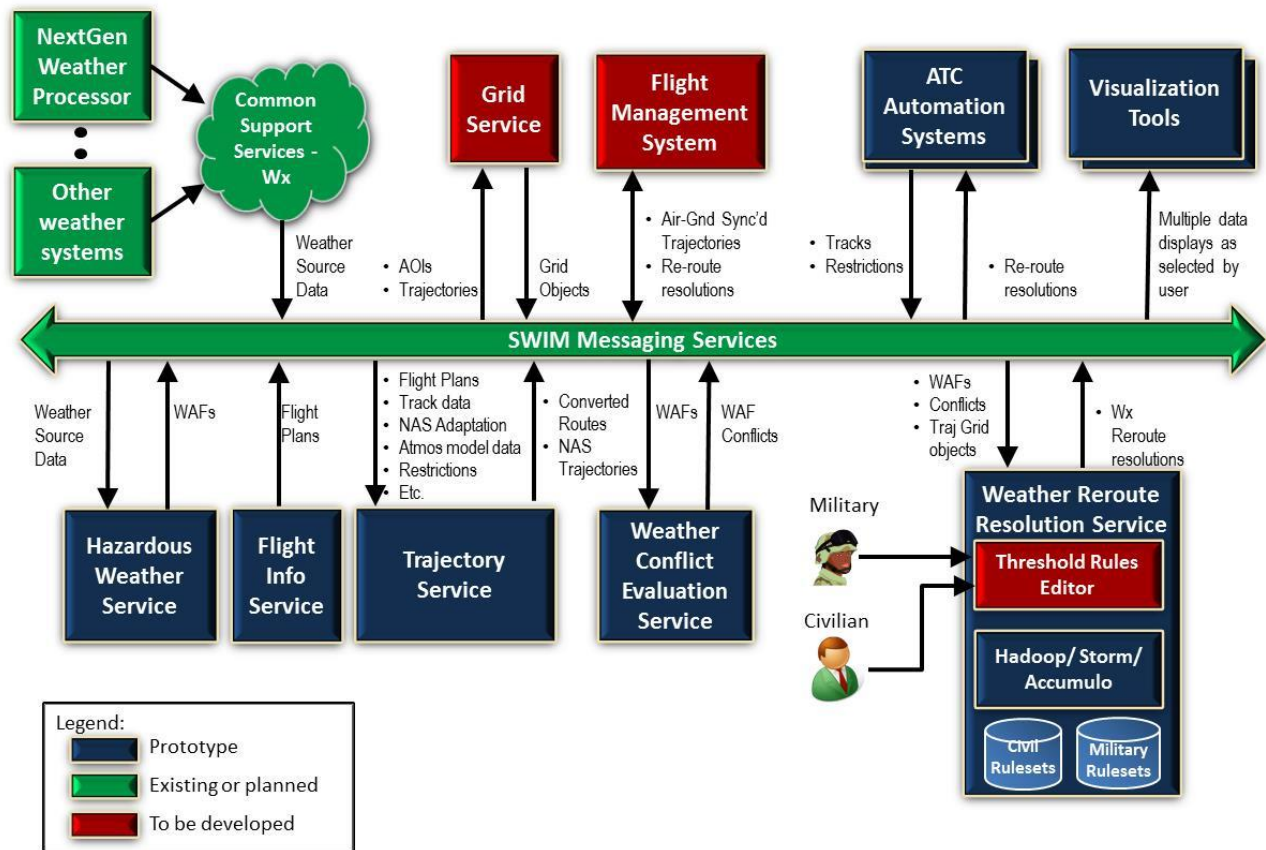 NextGen
Weather
Processor
Other
weather
systems
Common
Support
Services -
Wx
Grid
Service
Flight
Management
System
ATC
Automation
Systems
Visualization
Tools
Weather
Source
Data
• AOIs
• Trajectories
Grid
Objects
• Air-Gnd Sync'd
Trajectories
• Re-route
resolutions
• Tracks
• Restrictions
• Re-route
resolutions
Multiple data
displays as
selected by
user
SWIM Messaging Services
Weather
Source
Data
WAFs
Flight
Plans
• Flight Plans
• Track data
• NAS Adaptation
• Atmos model data
• Restrictions
• Etc.
• Converted
Routes
• NAS
Trajectories
WAFs
WAF
Conflicts
• WAFs
• Conflicts
• Traj Grid
objects
• Wx
Reroute
resolutions
Hazardous
Weather
Service
Flight
Info
Service
Trajectory
Service
Weather
Conflict
Evaluation
Service
Military
Civilian
Weather Reroute
Resolution Service
Threshold Rules
Editor
Hadoop/ Storm/
Accumulo
Civil
Rulesets
Military
Rulesets
Legend:
Prototype
Existing or planned
To be developed